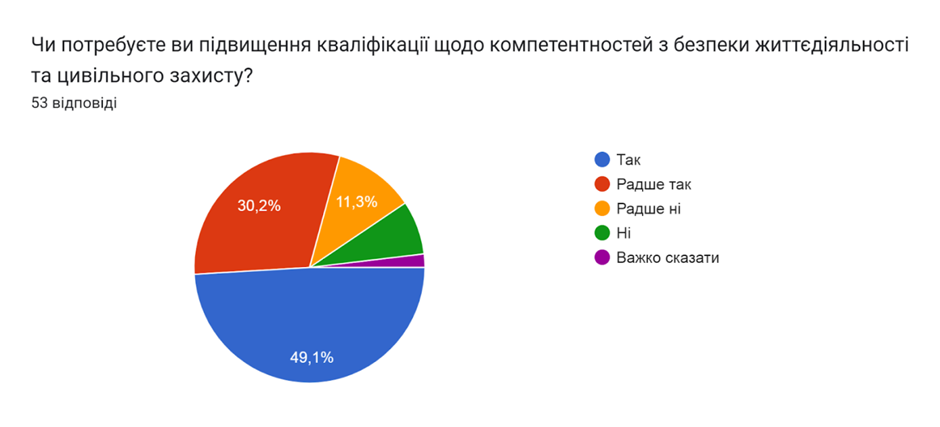 Чи потребуєте ви підвищення кваліфікації щодо компетентностей з безпеки життєдіяльності
та цивільного захисту?
53 відповіді
30,2%
11,3%
49,1%
Так
Радше так
Радше ні
Ні
Важко сказати